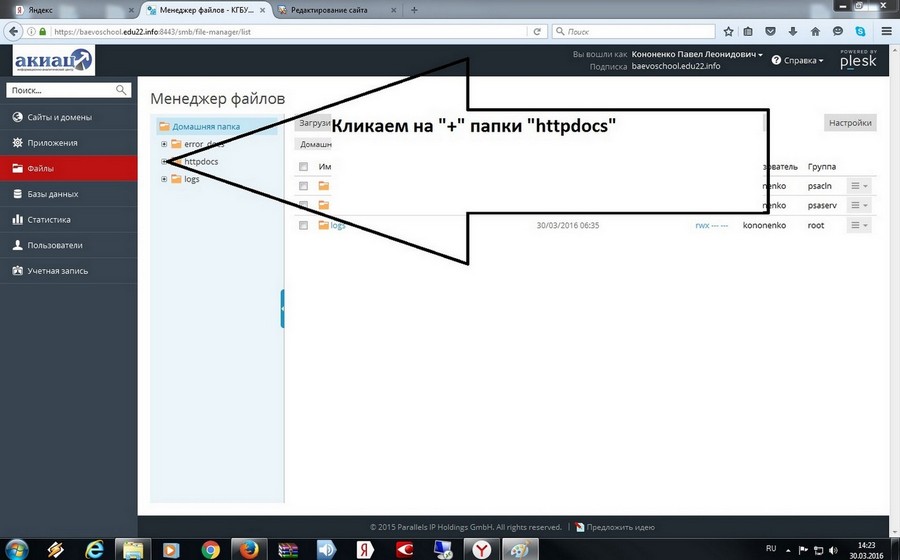 Яндекс
Менеджер файлов - КГБУ...
Редактирование сайта
https://baevoschool.edu22.info:8443/smb/file-manager/list
Поиск
акиац
Вы вошли как Кононенко Павел Леонидович
Подписка baevoschool.edu22.info
Справка
POWERED BY
plesk
Поиск...
Сайты и домены
Приложения
Файлы
Базы данных
Статистика
Пользователи
Учетная запись
Менеджер файлов
Домашняя папка
error_docs
httpdocs
logs
Загрузи
Кликаем на "+" папки "httpdocs"
Настройки
Домашн
Им
зователь Группа
nenko psacln
nenko psaserv
logs 30/03/2016 06:35 rwx --- --- kononenko root
© 2015 Parallels IP Holdings GmbH. All rights reserved.
Предложить идею
RU
14:23
30.03.2016